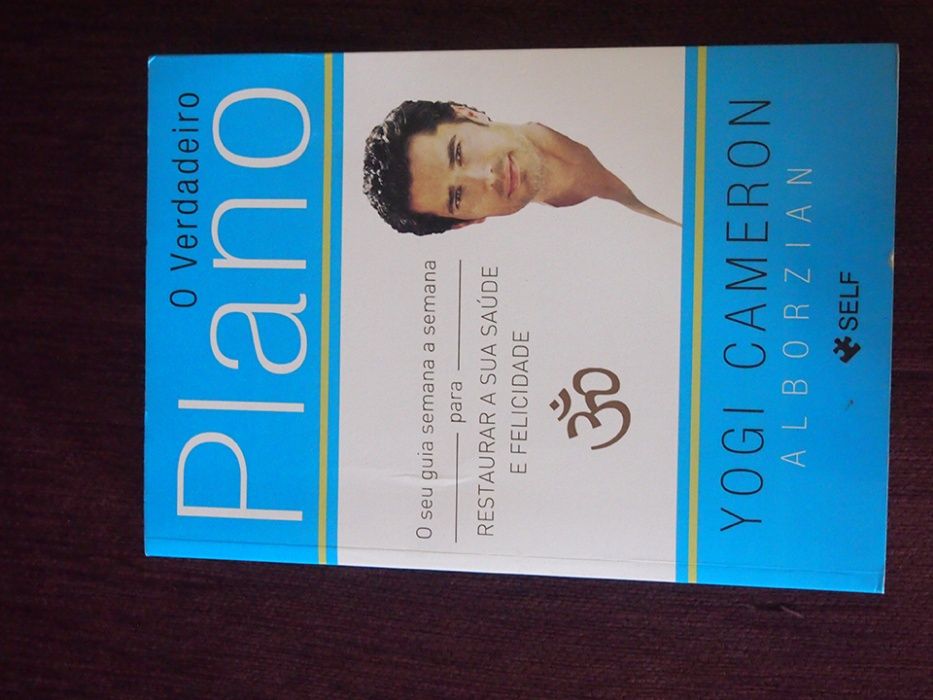 O Verdadeiro
Plano
O seu guia semana a semana
para
RESTAURAR A SUA SAÚDE
E FELICIDADE
ॐ
YOGI CAMERON
ALBORZIAN
SELF